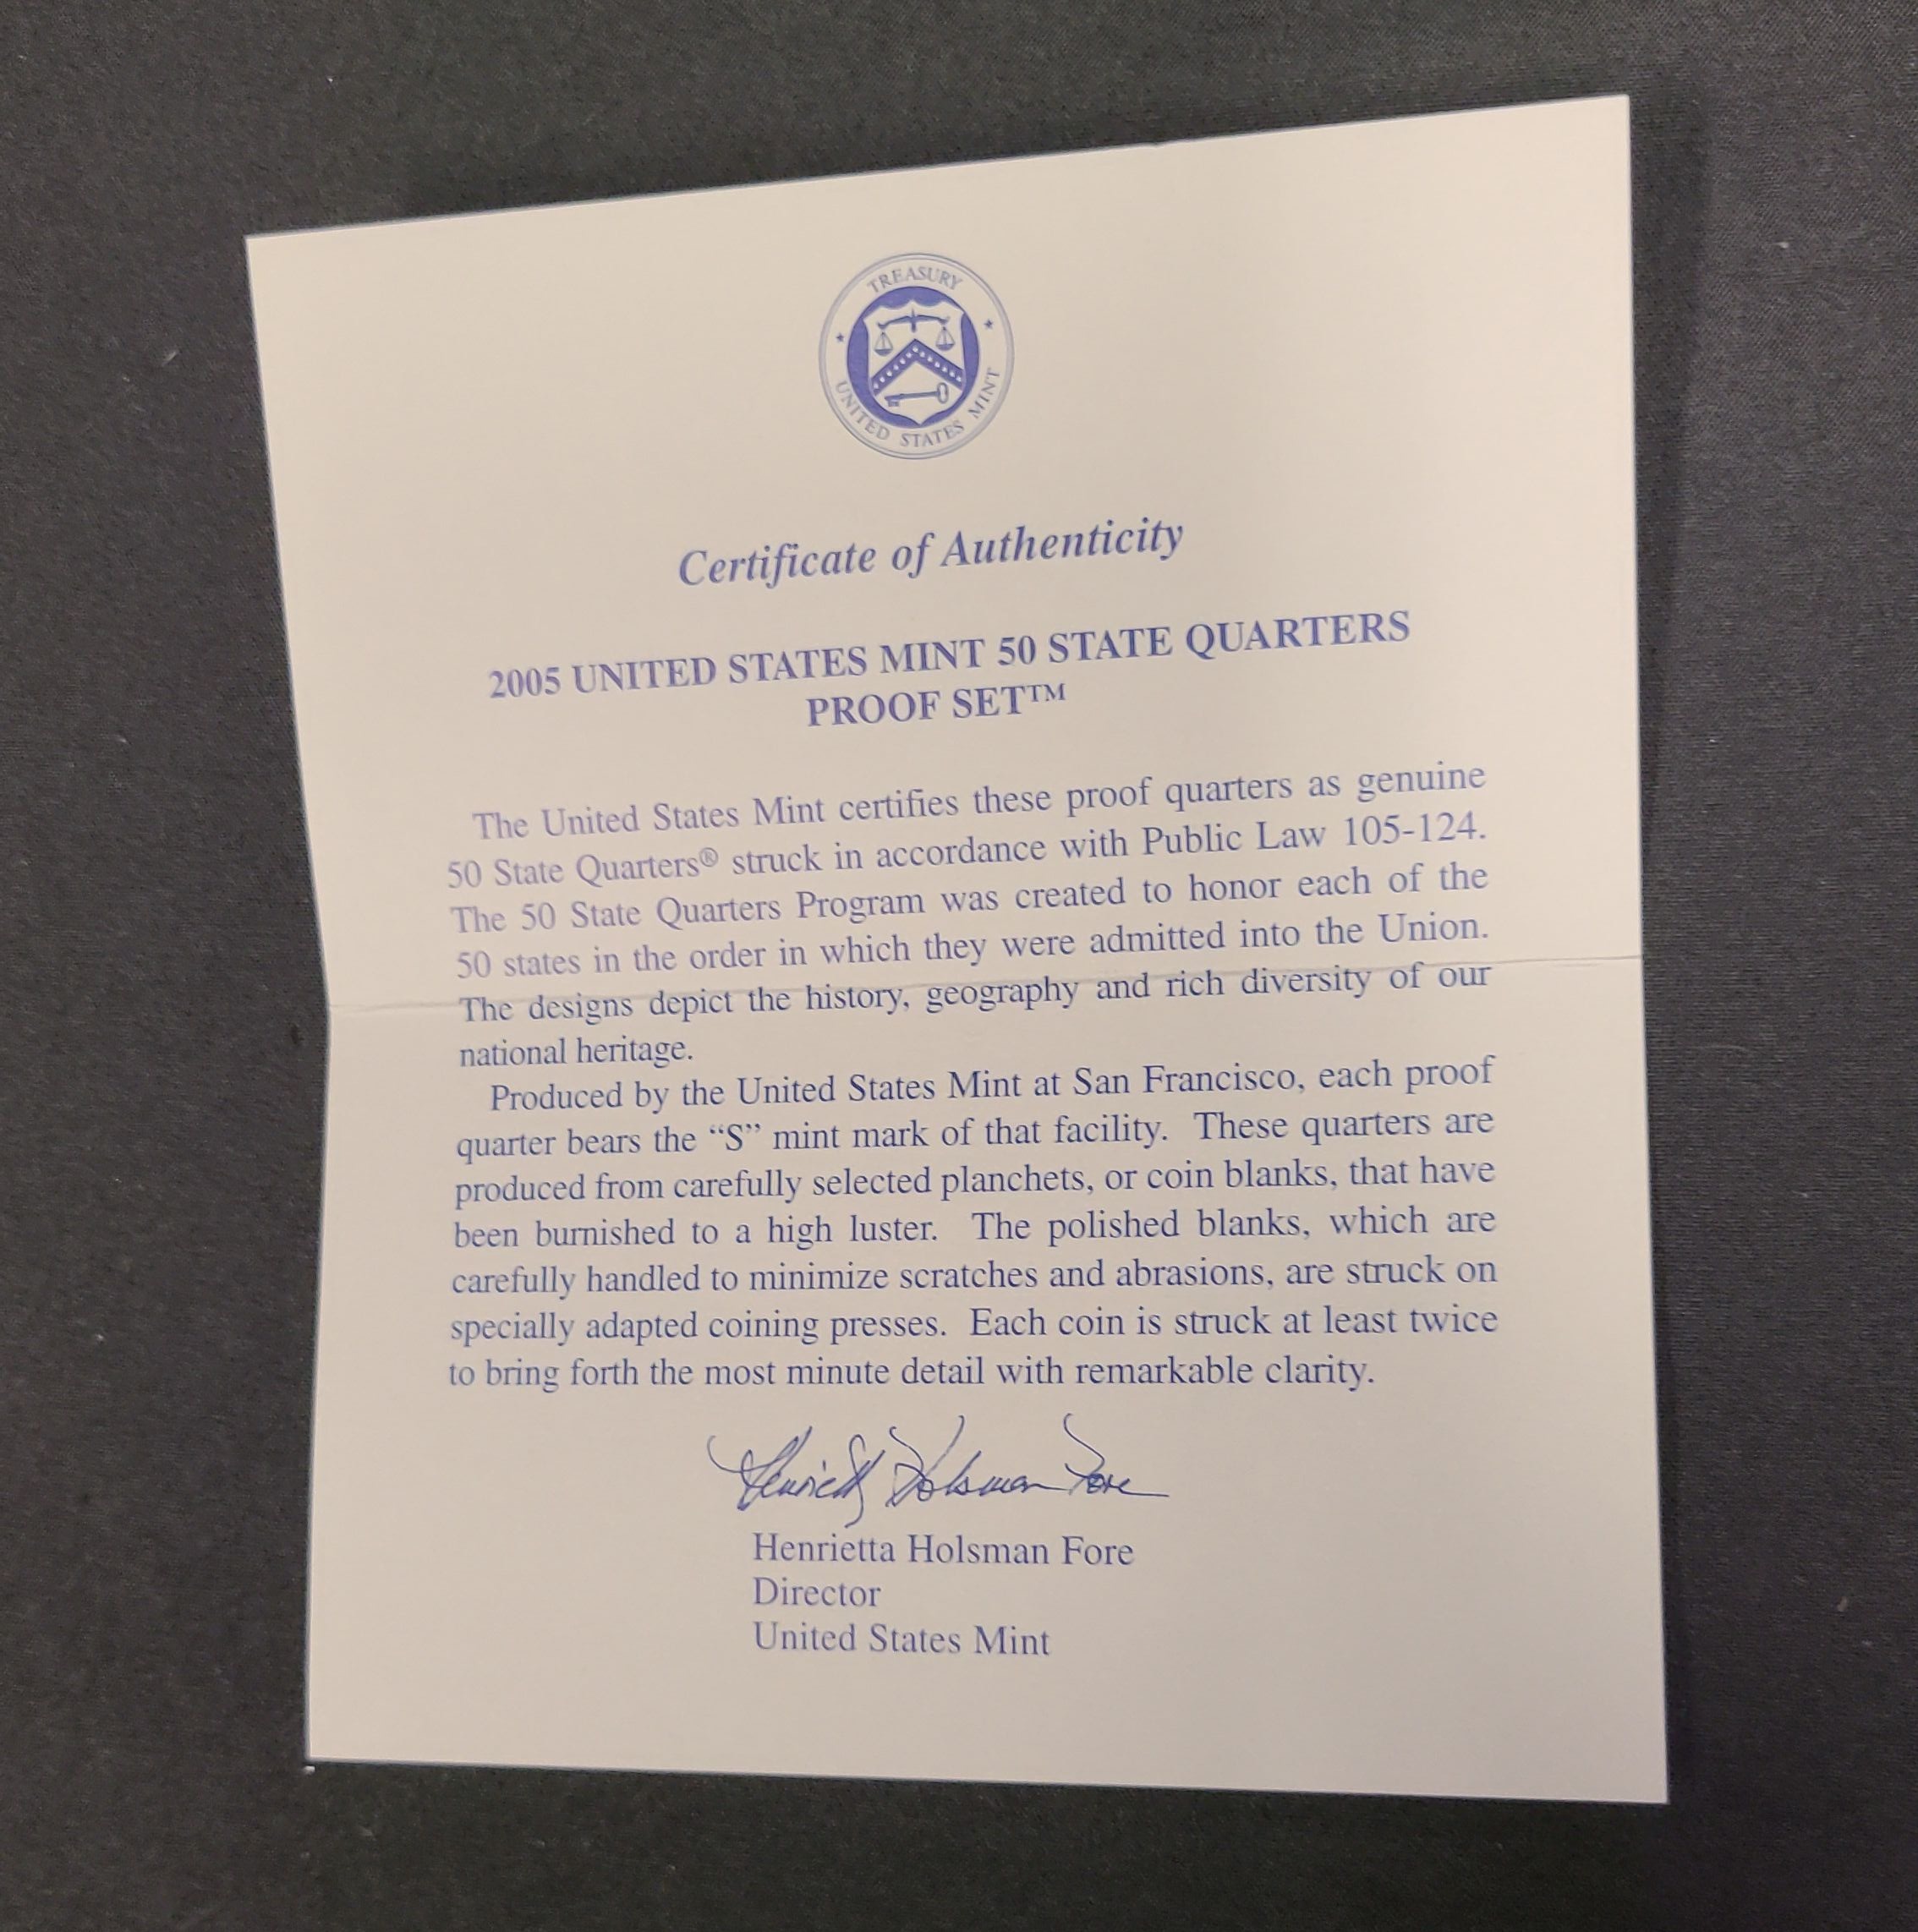 TREASURY
UNITED STATES MINT
Certificate of Authenticity
2005 UNITED STATES MINT 50 STATE QUARTERS
PROOF SET™
The United States Mint certifies these proof quarters as genuine
50 State Quarters® struck in accordance with Public Law 105-124.
The 50 State Quarters Program was created to honor each of the
50 states in the order in which they were admitted into the Union.
The designs depict the history, geography and rich diversity of our
national heritage.
Produced by the United States Mint at San Francisco, each proof
quarter bears the “S” mint mark of that facility. These quarters are
produced from carefully selected planchets, or coin blanks, that have
been burnished to a high luster. The polished blanks, which are
carefully handled to minimize scratches and abrasions, are struck on
specially adapted coining presses. Each coin is struck at least twice
to bring forth the most minute detail with remarkable clarity.
Henrietta Holsman Fore
Henrietta Holsman Fore
Director
United States Mint